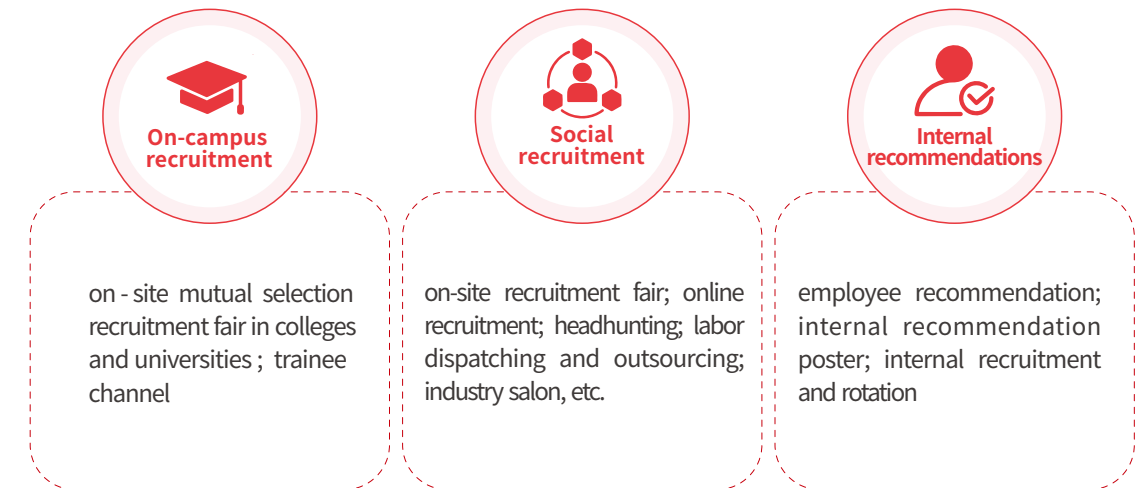 On-campus
recruitment
on - site mutual selection
recruitment fair in colleges
and universities ; trainee
channel
Social
recruitment
on-site recruitment fair; online
recruitment; headhunting; labor
dispatching and outsourcing;
industry salon, etc.
Internal
recommendations
employee recommendation;
internal recommendation
poster; internal recruitment
and rotation